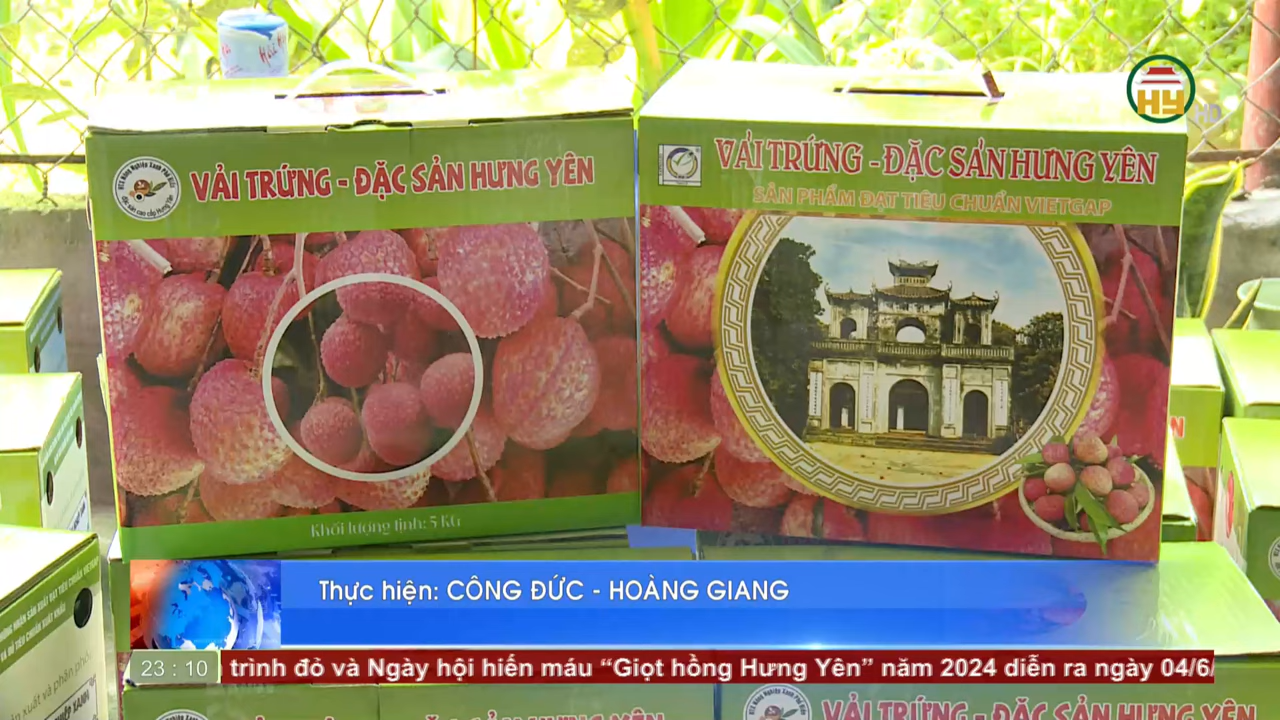 HY
HD
VẢI TRỨNG - ĐẶC SẢN HƯNG YÊN
Khối lượng tịnh: 5 KG
VẢI TRỨNG - ĐẶC SẢN HƯNG YÊN
SẢN PHẨM ĐẠT TIÊU CHUẨN VIETGAP
Thực hiện: CÔNG ĐỨC - HOÀNG GIANG
23 : 10
trình đỏ và Ngày hội hiến máu “Giọt hồng Hưng Yên” năm 2024 diễn ra ngày 04/6/
VẢI TRỨNG - ĐẶC SẢN HƯNG YÊN